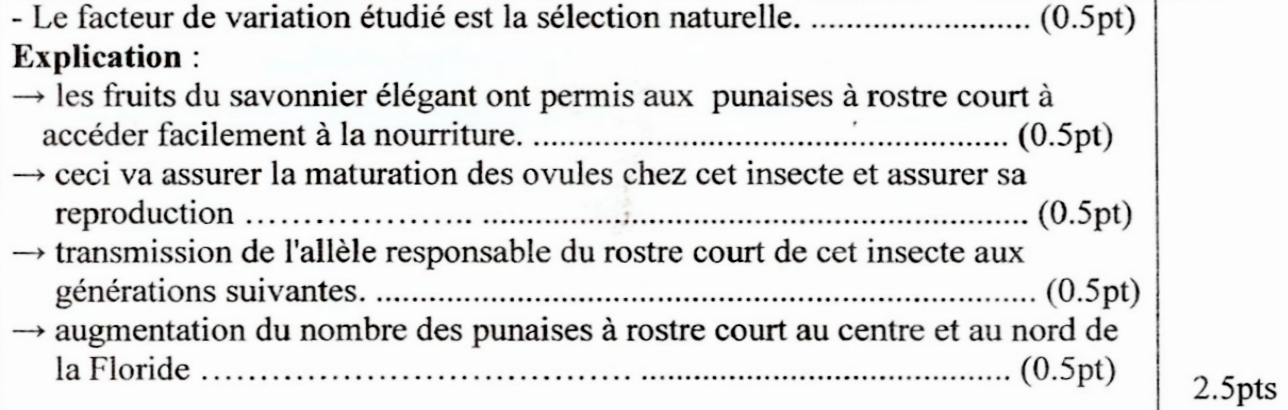 - Le facteur de variation étudié est la sélection naturelle. .............................. (0.5pt)
Explication :
→ les fruits du savonnier élégant ont permis aux punaises à rostre court à
accéder facilement à la nourriture. .................................................. (0.5pt)
→ ceci va assurer la maturation des ovules chez cet insecte et assurer sa
reproduction .................................................................................. (0.5pt)
→ transmission de l'allèle responsable du rostre court de cet insecte aux
générations suivantes. ...................................................................... (0.5pt)
→ augmentation du nombre des punaises à rostre court au centre et au nord de
la Floride ...................................................................................... (0.5pt)
2.5pts